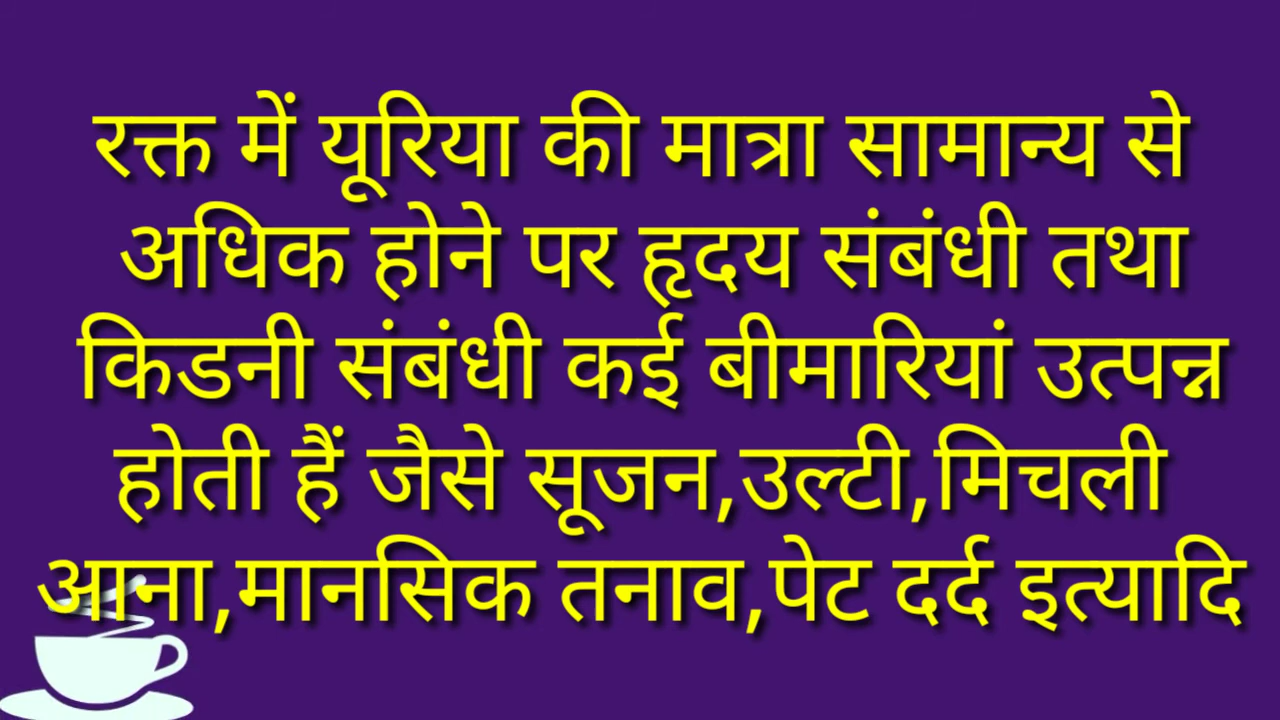 रक्त में यूरिया की मात्रा सामान्य से
अधिक होने पर हृदय संबंधी तथा
किडनी संबंधी कई बीमारियां उत्पन्न
होती हैं जैसे सूजन,उल्टी,मिचली
आना,मानसिक तनाव,पेट दर्द इत्यादि